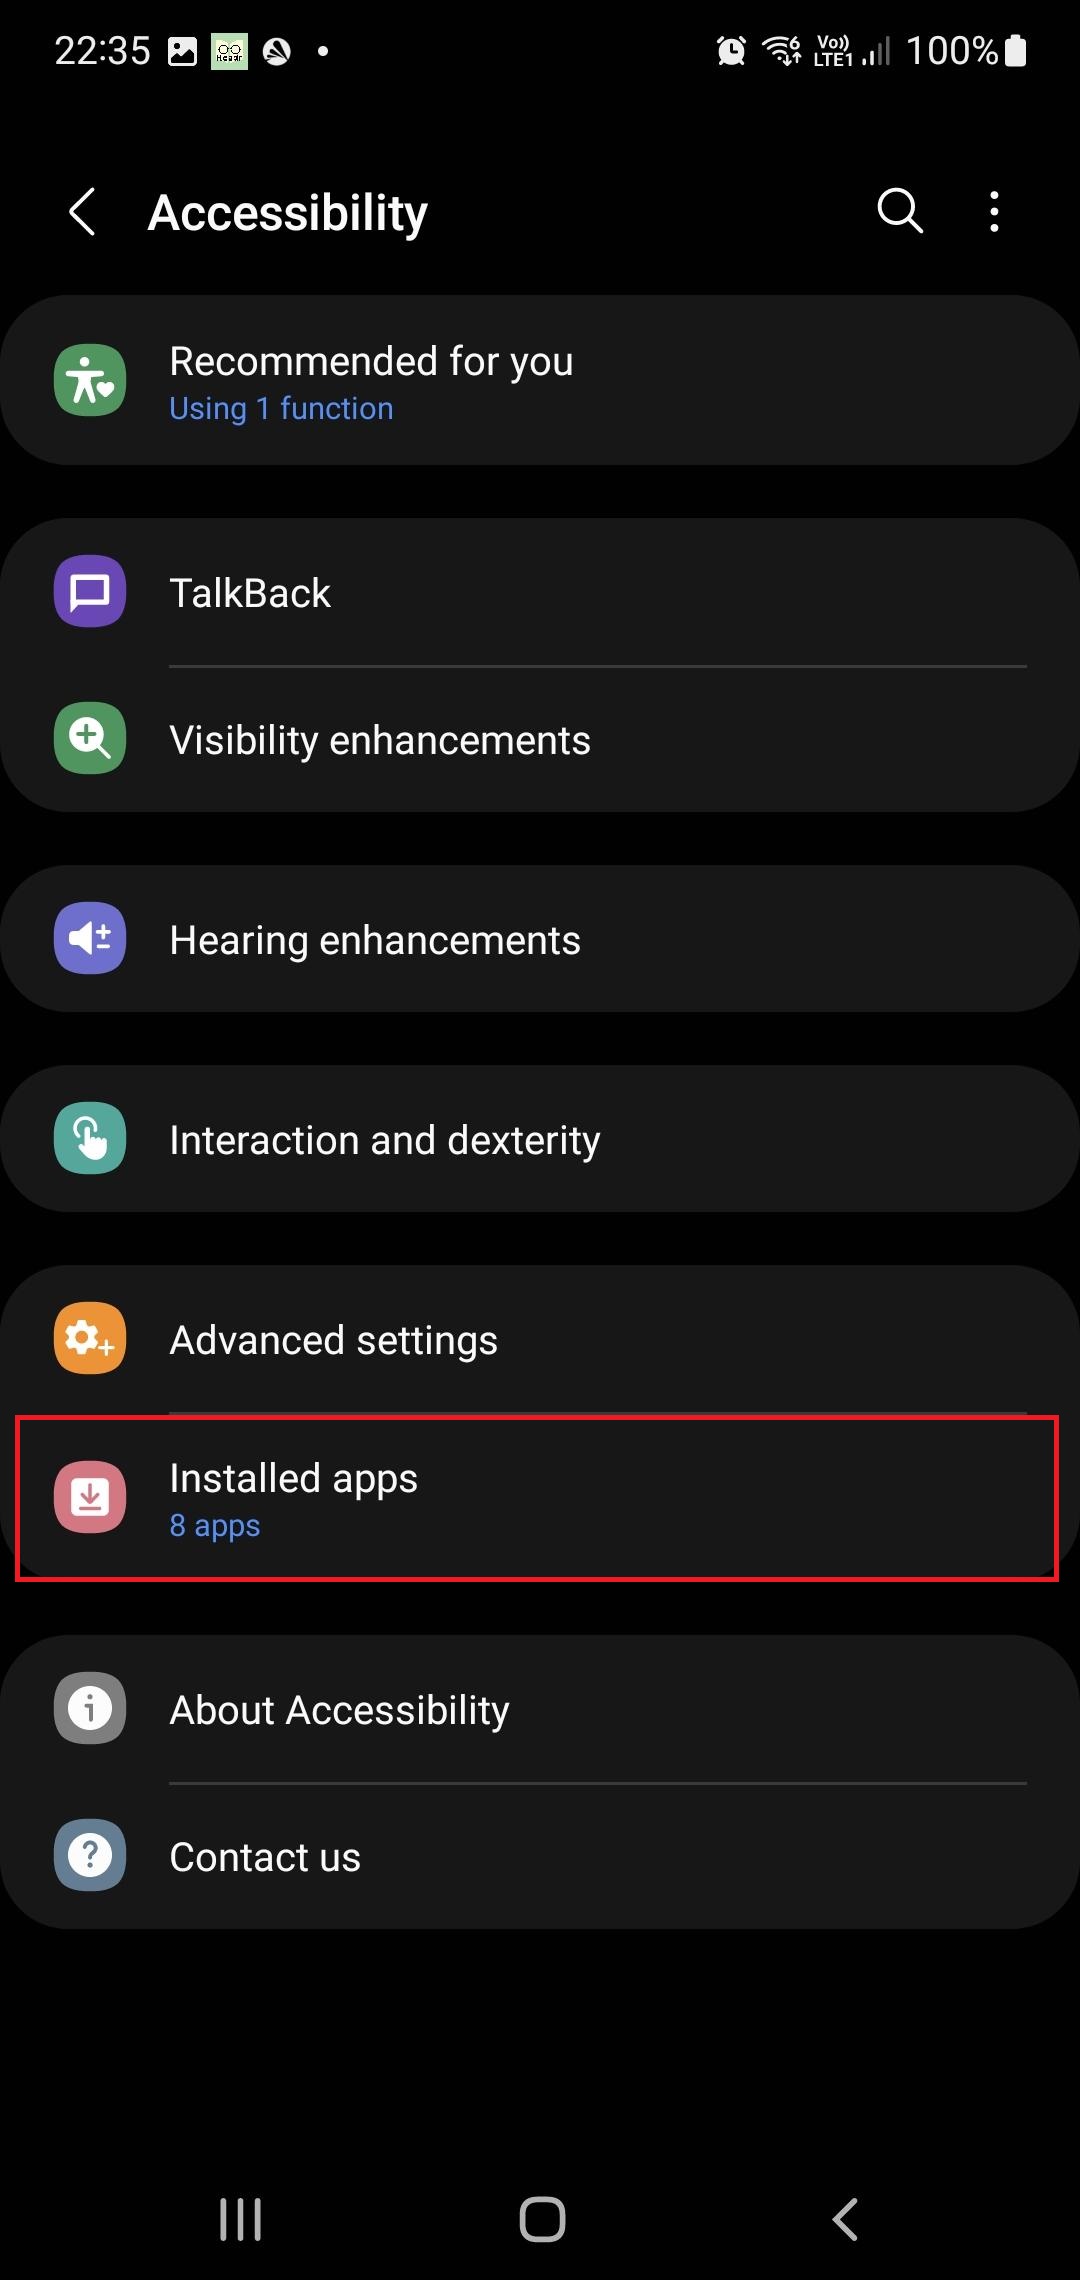 22:35
Vo)) LTE1 100%
Accessibility
Recommended for you
Using 1 function
TalkBack
Visibility enhancements
Hearing enhancements
Interaction and dexterity
Advanced settings
Installed apps
8 apps
About Accessibility
Contact us